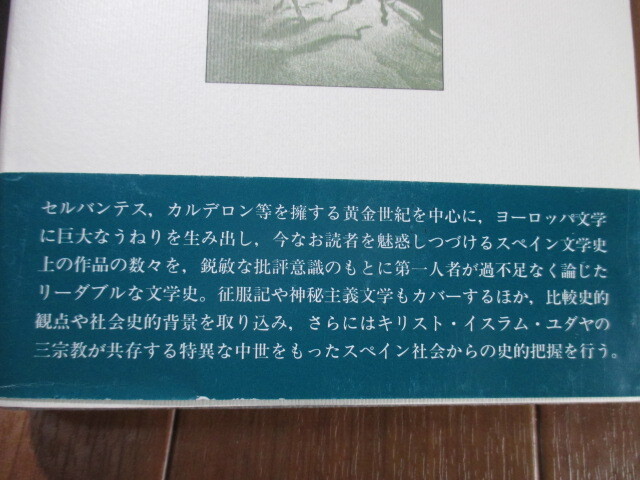 セルバンテス，カルデロン等を擁する黄金世紀を中心に，ヨーロッパ文学
に巨大なうねりを生み出し，今なお読者を魅惑しつづけるスペイン文学史
上の作品の数々を，鋭敏な批評意識のもとに第一人者が過不足なく論じた
リーダブルな文学史。征服記や神秘主義文学もカバーするほか，比較史的
観点や社会史的背景を取り込み，さらにはキリスト・イスラム・ユダヤの
三宗教が共存する特異な中世をもったスペイン社会からの史的把握を行う。